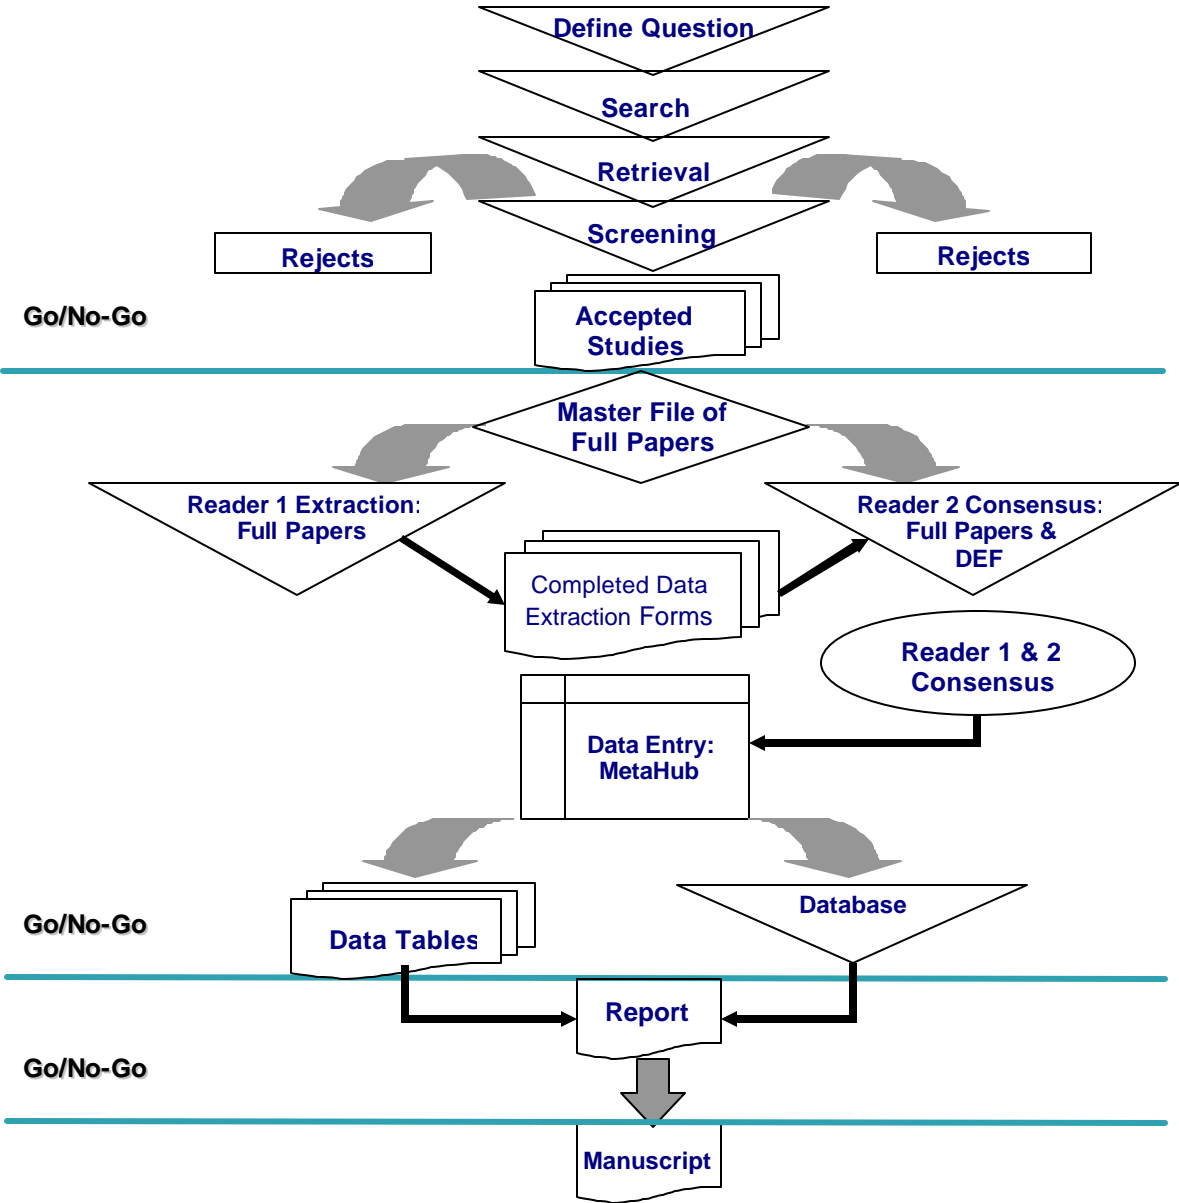 Define Question
Search
Retrieval
Screening
Rejects
Rejects
Go/No-Go
Accepted
Studies
Master File of
Full Papers
Reader 1 Extraction:
Full Papers
Reader 2 Consensus:
Full Papers &
DEF
Completed Data
Extraction Forms
Reader 1 & 2
Consensus
Data Entry:
MetaHub
Go/No-Go
Data Tables
Database
Report
Go/No-Go
Manuscript